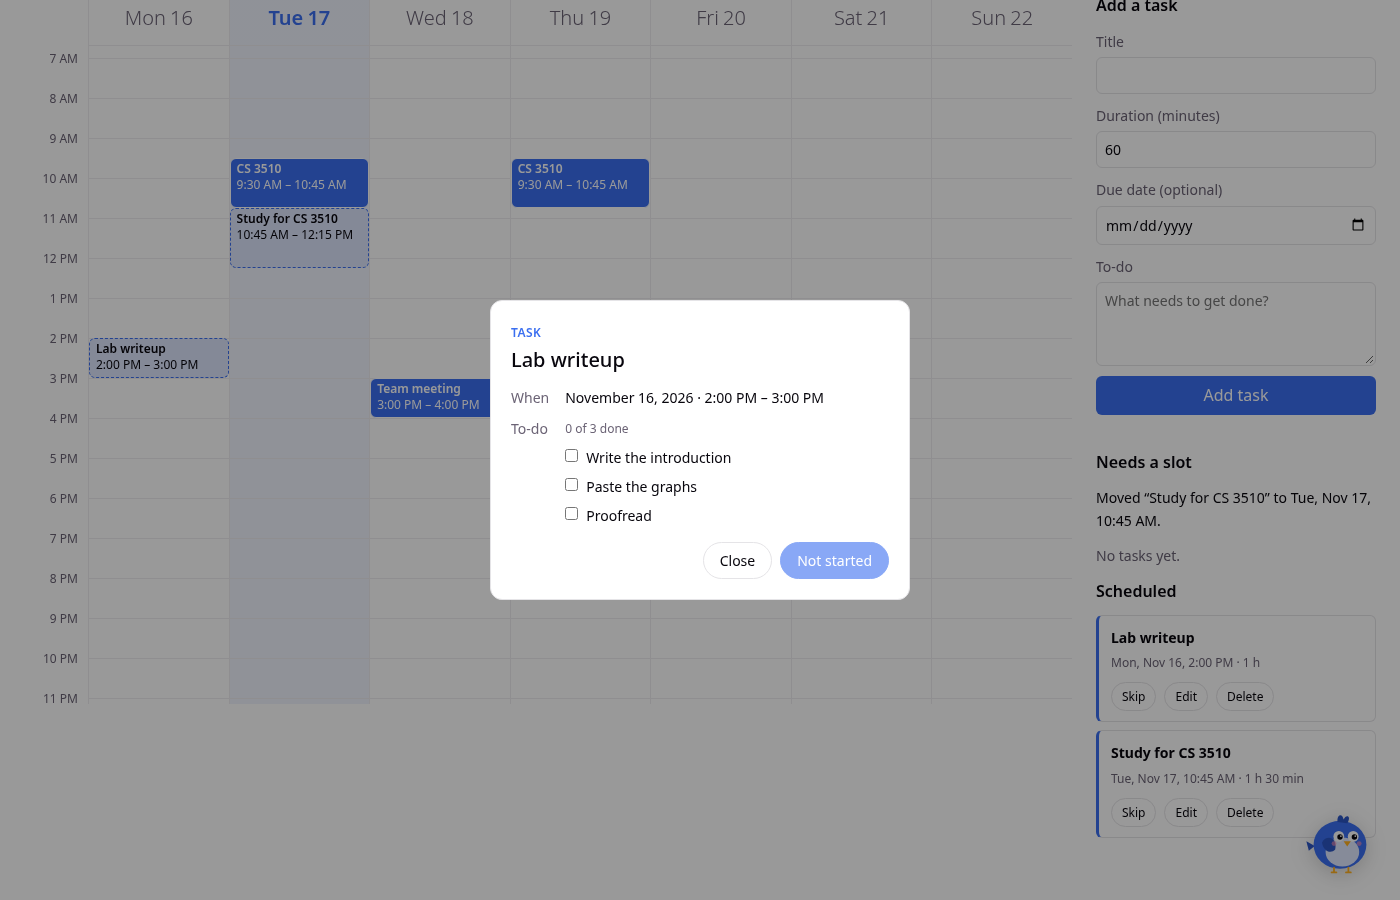 Mon 16
Tue 17
Wed 18
Thu 19
Fri 20
Sat 21
Sun 22
7 AM
8 AM
9 AM
10 AM
11 AM
12 PM
1 PM
2 PM
3 PM
4 PM
5 PM
6 PM
7 PM
8 PM
9 PM
10 PM
11 PM
Lab writeup
2:00 PM – 3:00 PM
CS 3510
9:30 AM – 10:45 AM
Study for CS 3510
10:45 AM – 12:15 PM
Team meeting
3:00 PM – 4:00 PM
CS 3510
9:30 AM – 10:45 AM
TASK
Lab writeup
When November 16, 2026 · 2:00 PM – 3:00 PM
To-do 0 of 3 done
Write the introduction
Paste the graphs
Proofread
Close Not started
Add a task
Title
Duration (minutes)
60
Due date (optional)
mm/dd/yyyy
To-do
What needs to get done?
Add task
Needs a slot
Moved “Study for CS 3510” to Tue, Nov 17,
10:45 AM.
No tasks yet.
Scheduled
Lab writeup
Mon, Nov 16, 2:00 PM · 1 h
Skip Edit Delete
Study for CS 3510
Tue, Nov 17, 10:45 AM · 1 h 30 min
Skip Edit Delete